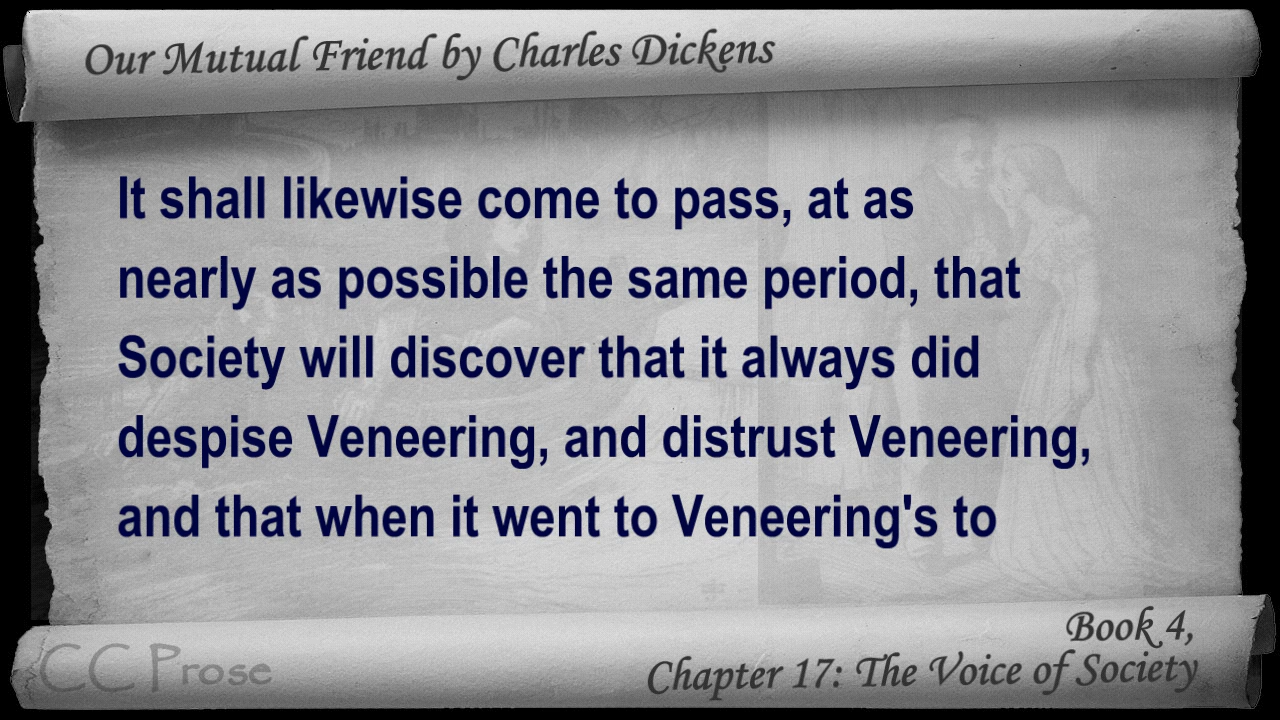 Our Mutual Friend by Charles Dickens
It shall likewise come to pass, at as
nearly as possible the same period, that
Society will discover that it always did
despise Veneering, and distrust Veneering,
and that when it went to Veneering's to
Book 4,
CC Prose
Chapter 17: The Voice of Society